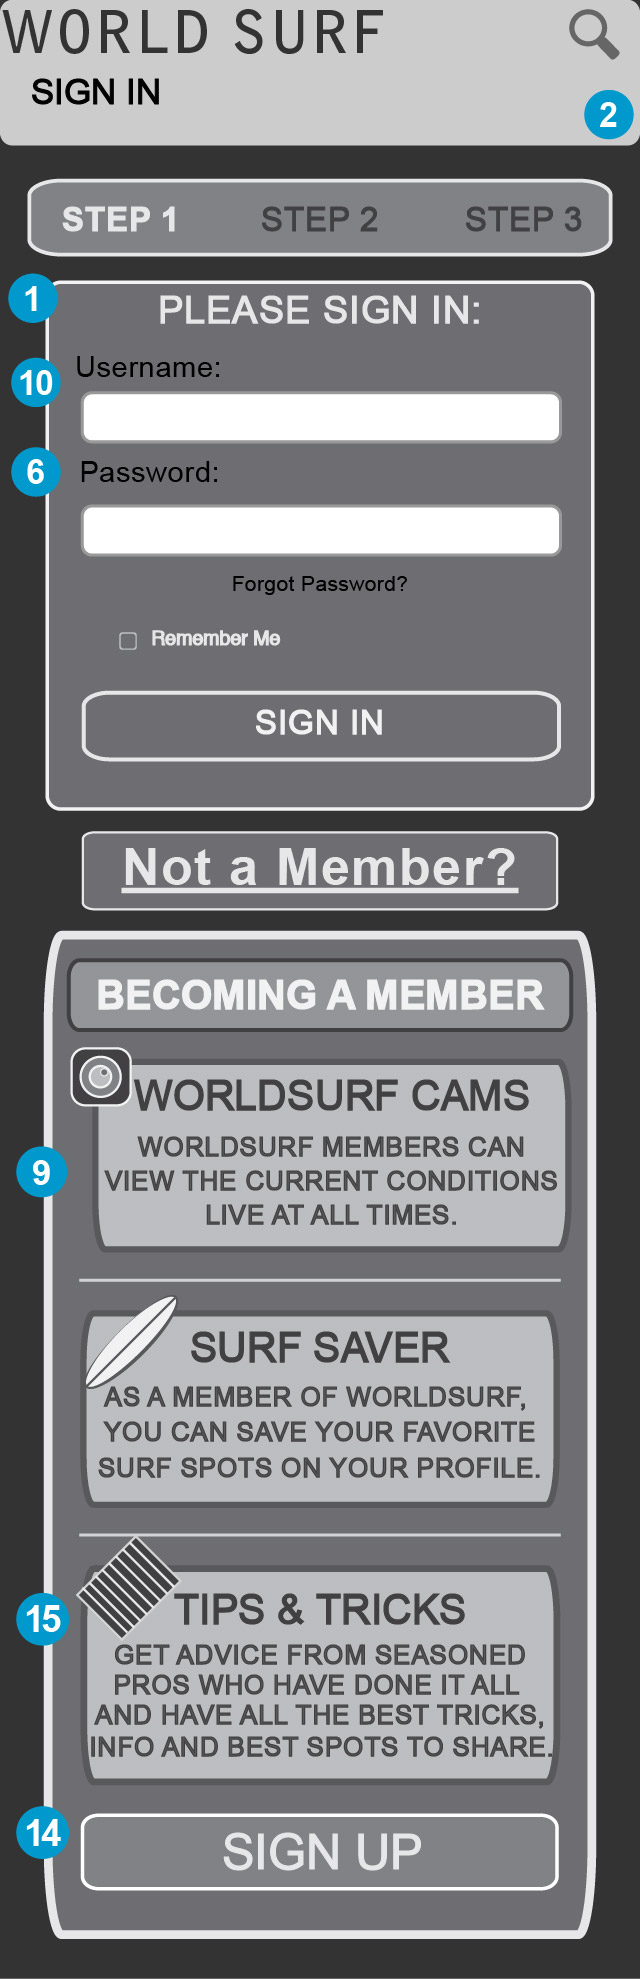 WORLD SURF
SIGN IN
2
STEP 1 STEP 2 STEP 3
1
PLEASE SIGN IN:
10
Username:
6
Password:
Forgot Password?
Remember Me
SIGN IN
Not a Member?
BECOMING A MEMBER
WORLDSURF CAMS
9
WORLDSURF MEMBERS CAN
VIEW THE CURRENT CONDITIONS
LIVE AT ALL TIMES.
SURF SAVER
AS A MEMBER OF WORLDSURF,
YOU CAN SAVE YOUR FAVORITE
SURF SPOTS ON YOUR PROFILE.
15
TIPS & TRICKS
GET ADVICE FROM SEASONED
PROS WHO HAVE DONE IT ALL
AND HAVE ALL THE BEST TRICKS,
INFO AND BEST SPOTS TO SHARE.
14
SIGN UP